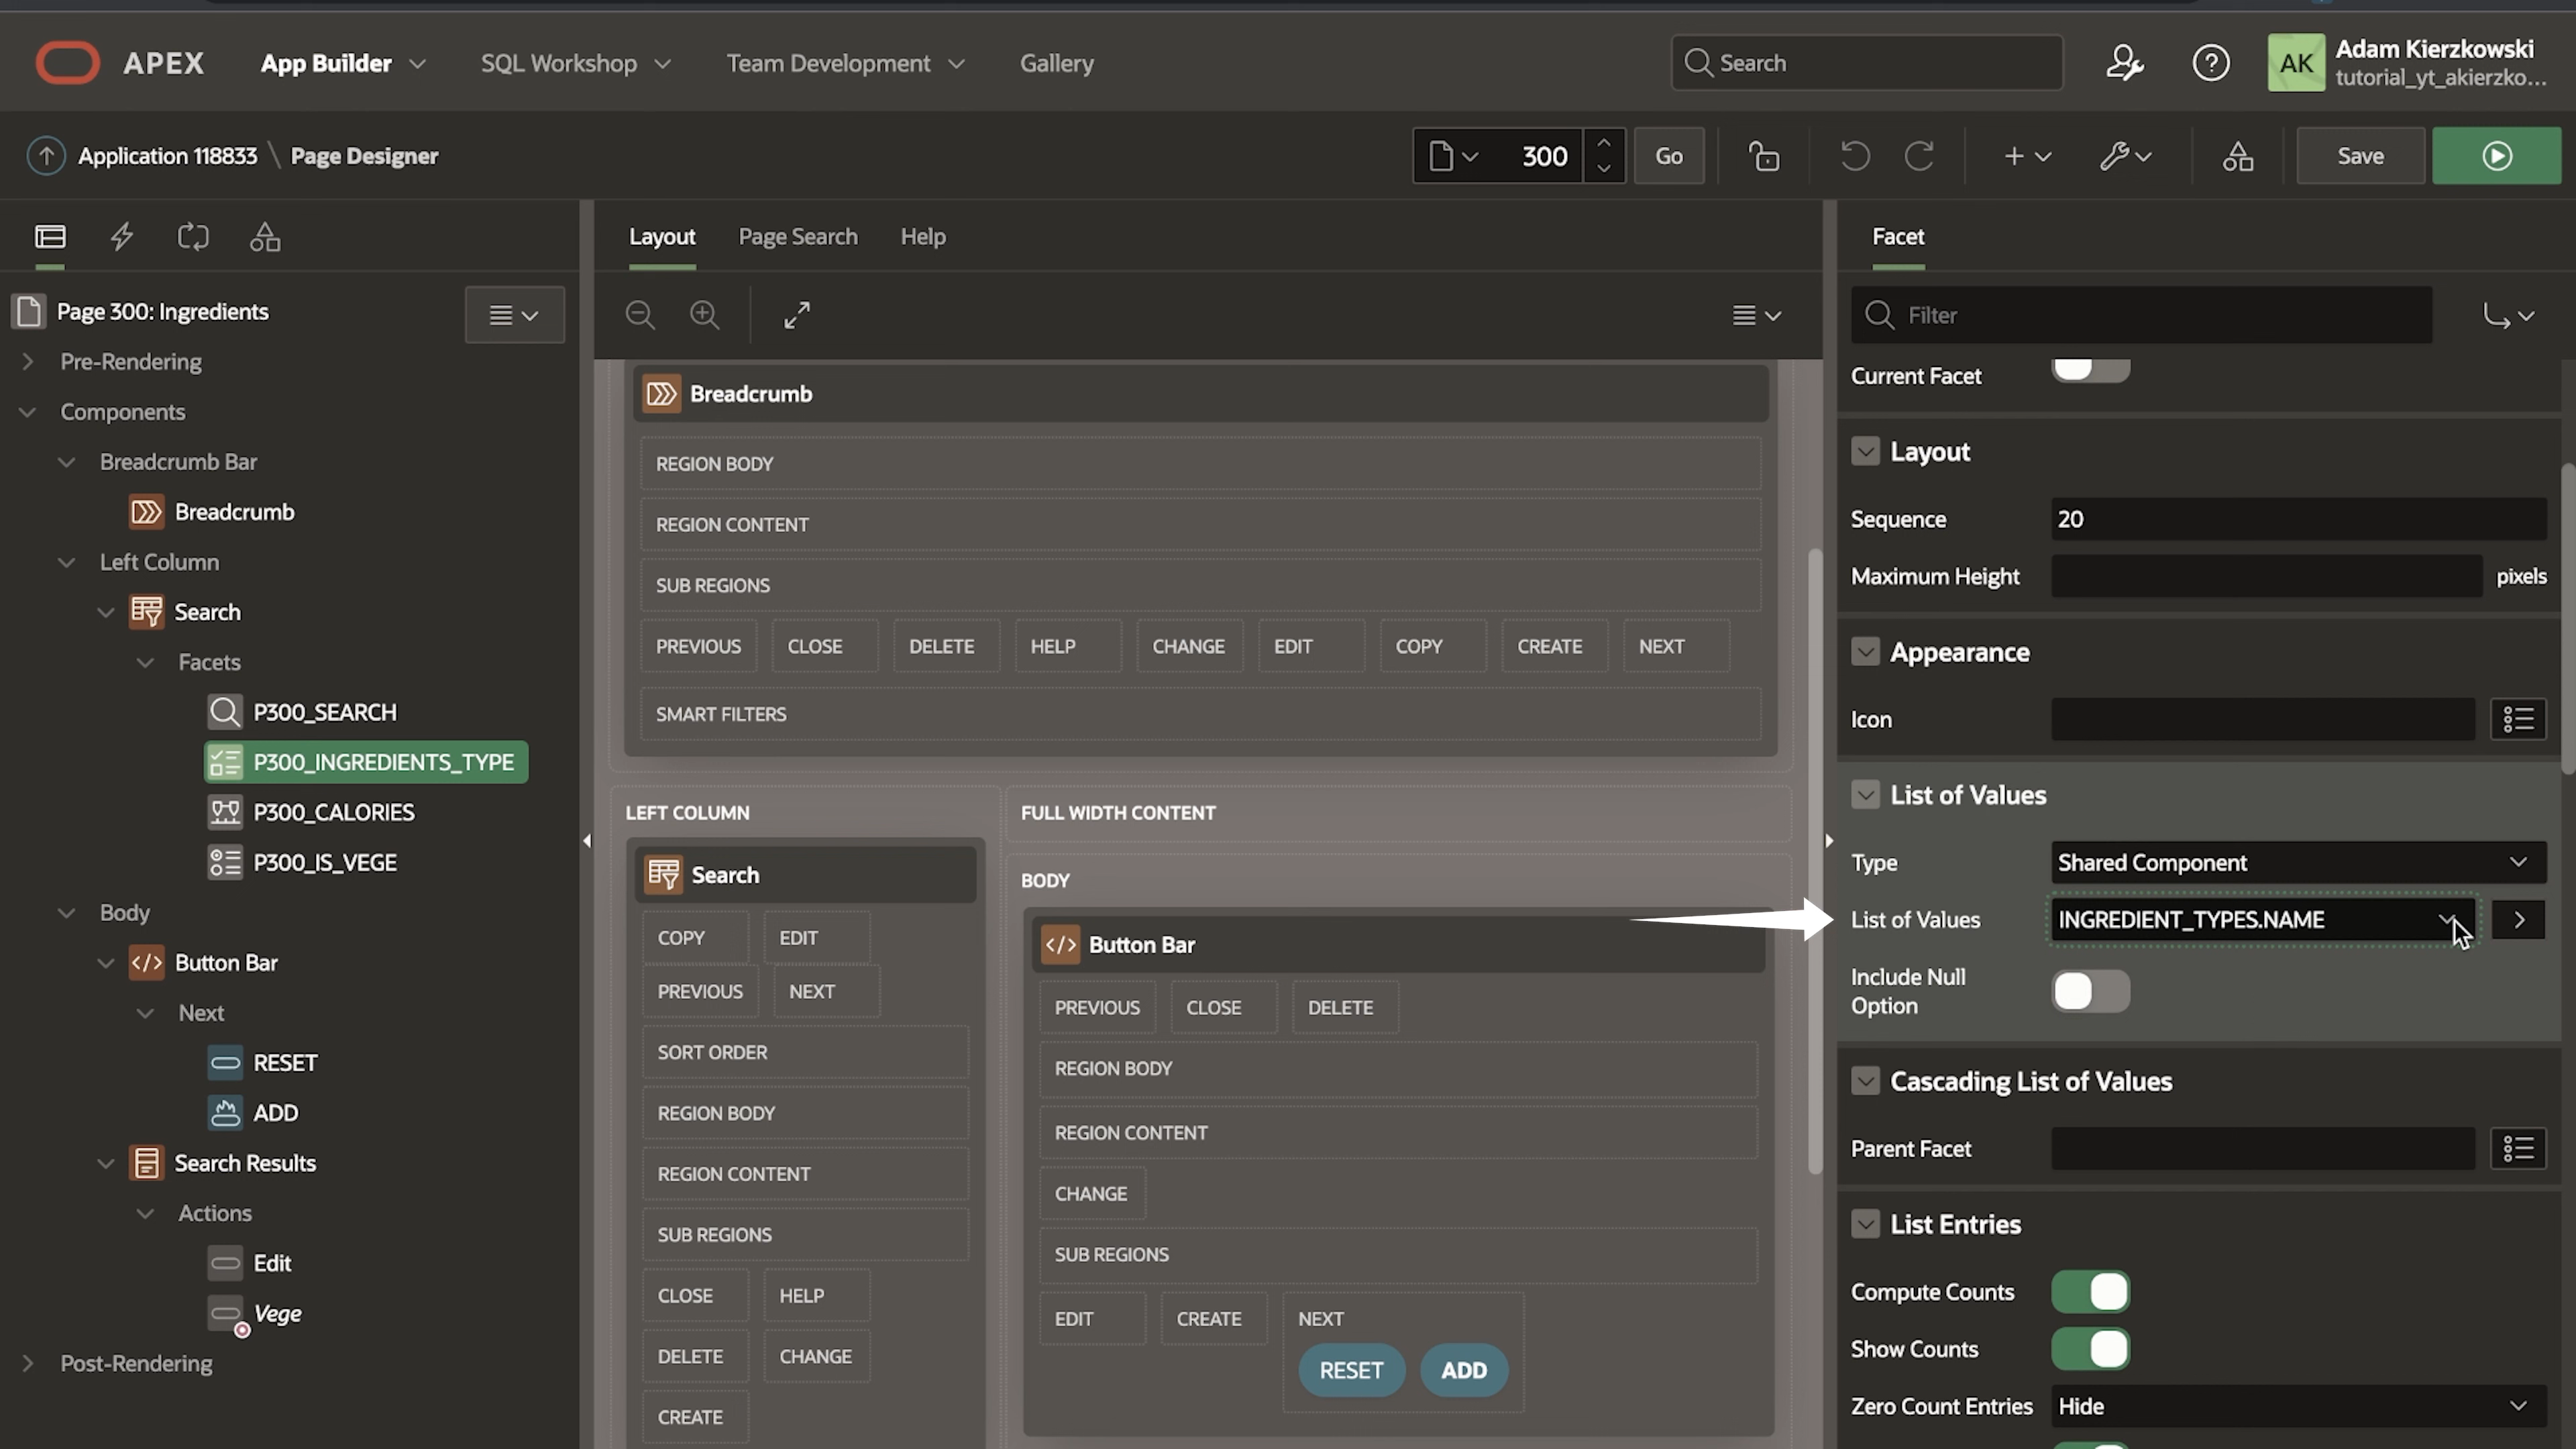 APEX
App Builder
SQL Workshop
Team Development
Gallery
Search
AK
Adam Kierzkowski
tutorial_yt_akierzko...
Application 118833 \ Page Designer
300
Go
Save
Page 300: Ingredients
Pre-Rendering
Components
Breadcrumb Bar
Breadcrumb
Left Column
Search
Facets
P300_SEARCH
P300_INGREDIENTS_TYPE
P300_CALORIES
P300_IS_VEGE
Body
Button Bar
Next
RESET
ADD
Search Results
Actions
Edit
Vege
Post-Rendering
Layout
Page Search
Help
Breadcrumb
REGION BODY
REGION CONTENT
SUB REGIONS
PREVIOUS
CLOSE
DELETE
HELP
CHANGE
EDIT
COPY
CREATE
NEXT
SMART FILTERS
LEFT COLUMN
Search
COPY
EDIT
PREVIOUS
NEXT
SORT ORDER
REGION BODY
REGION CONTENT
SUB REGIONS
CLOSE
HELP
DELETE
CHANGE
CREATE
FULL WIDTH CONTENT
BODY
Button Bar
PREVIOUS
CLOSE
DELETE
REGION BODY
REGION CONTENT
CHANGE
SUB REGIONS
EDIT
CREATE
NEXT
RESET
ADD
Facet
Filter
Current Facet
Layout
Sequence
20
Maximum Height
pixels
Appearance
Icon
List of Values
Type
Shared Component
List of Values
INGREDIENT_TYPES.NAME
Include Null
Option
Cascading List of Values
Parent Facet
List Entries
Compute Counts
Show Counts
Zero Count Entries
Hide